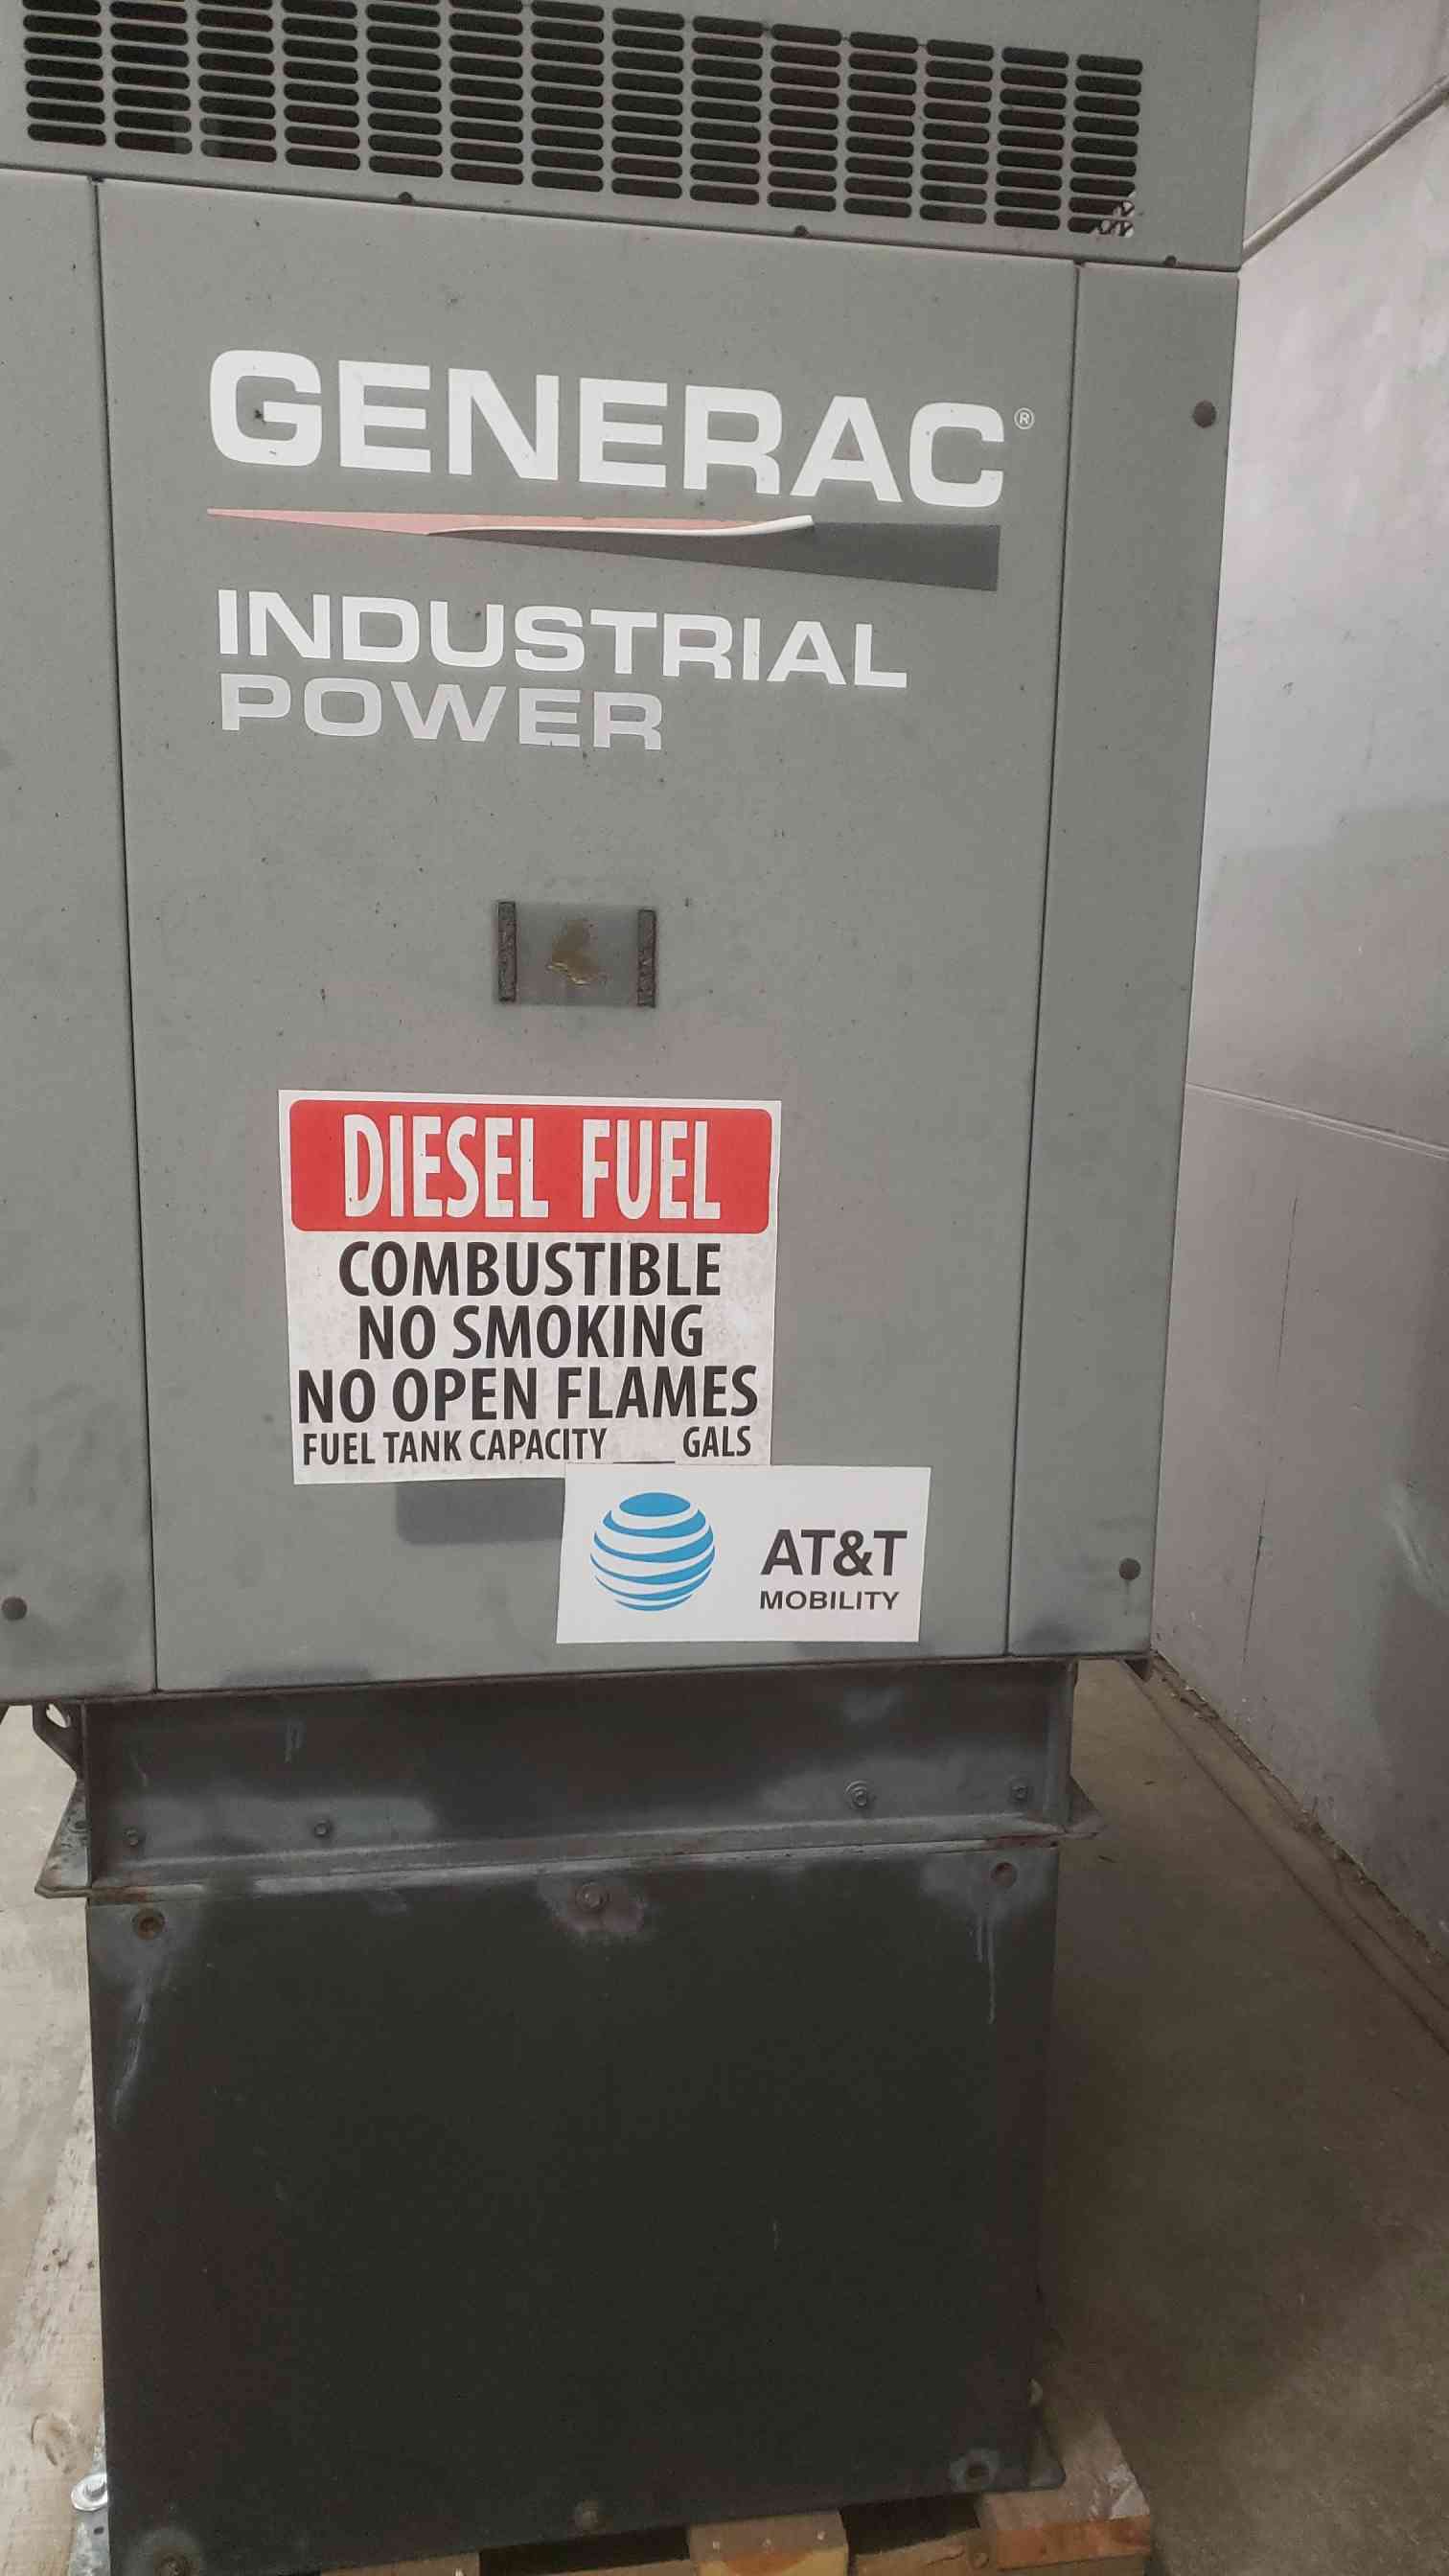 GENERAC®
INDUSTRIAL
POWER
DIESEL FUEL
COMBUSTIBLE
NO SMOKING
NO OPEN FLAMES
FUEL TANK CAPACITY GALS
AT&T
MOBILITY